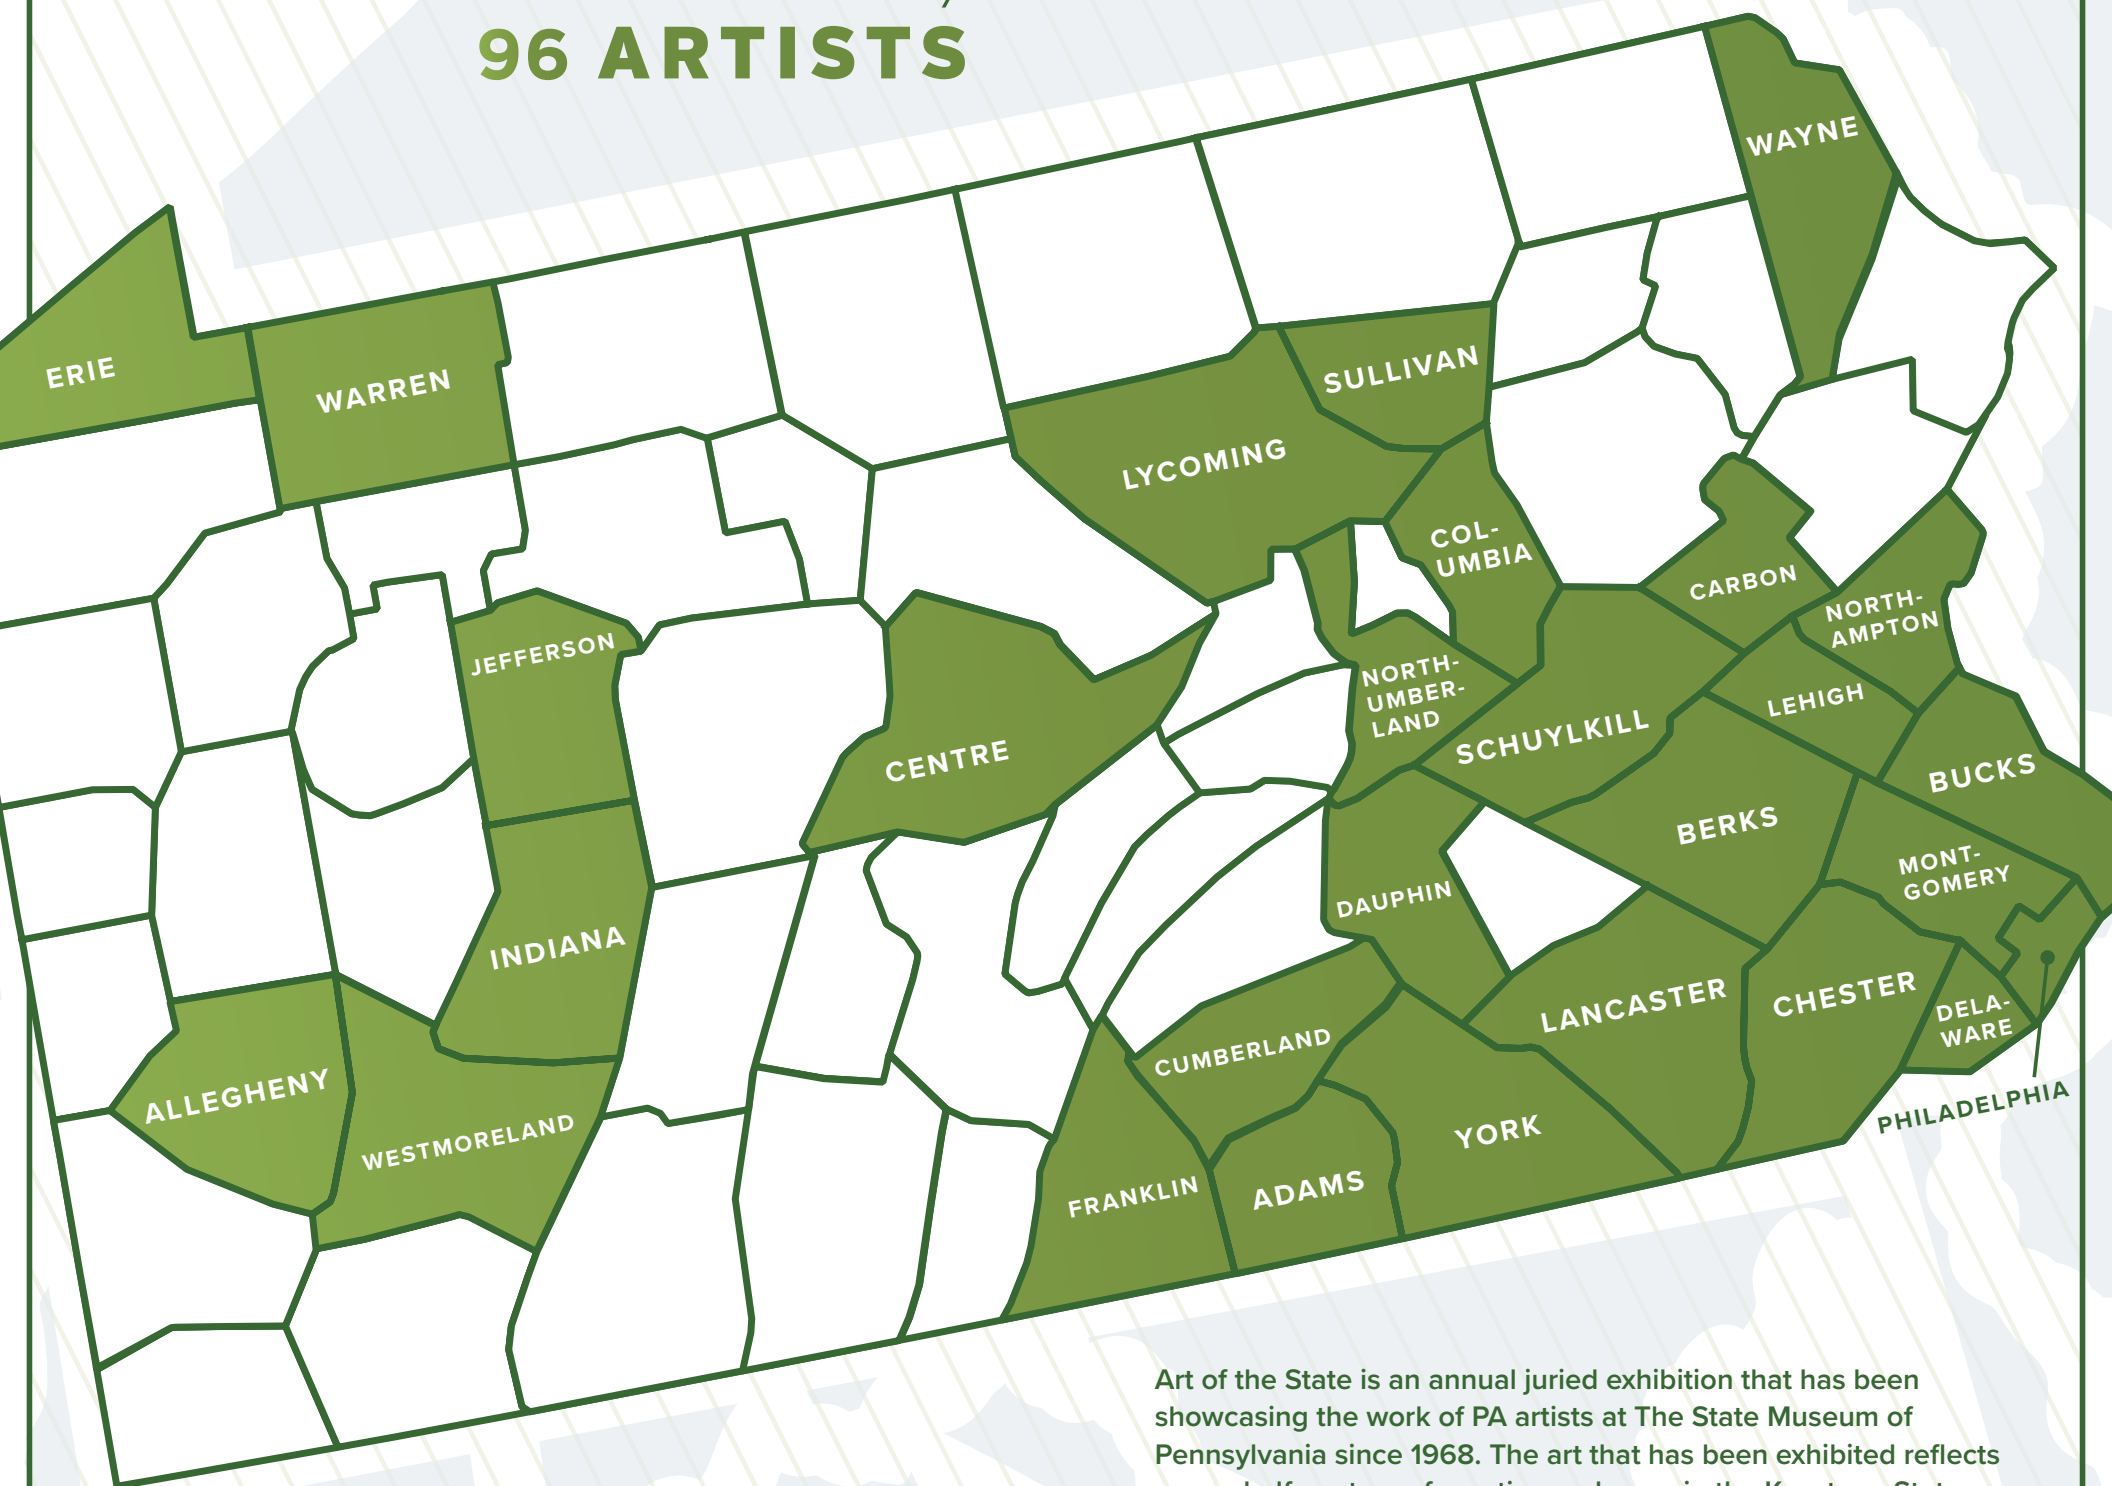 96 ARTISTS
WAYNE
ERIE
WARREN
SULLIVAN
LYCOMING
COL-
UMBIA
CARBON
NORTH-
AMPTON
JEFFERSON
NORTH-
UMBER-
LAND
LEHIGH
SCHUYLKILL
CENTRE
BUCKS
BERKS
MONT-
GOMERY
DAUPHIN
INDIANA
LANCASTER
CHESTER
DELA-
WARE
CUMBERLAND
ALLEGHENY
WESTMORELAND
PHILADELPHIA
YORK
FRANKLIN
ADAMS
Art of the State is an annual juried exhibition that has been
showcasing the work of PA artists at The State Museum of
Pennsylvania since 1968. The art that has been exhibited reflects